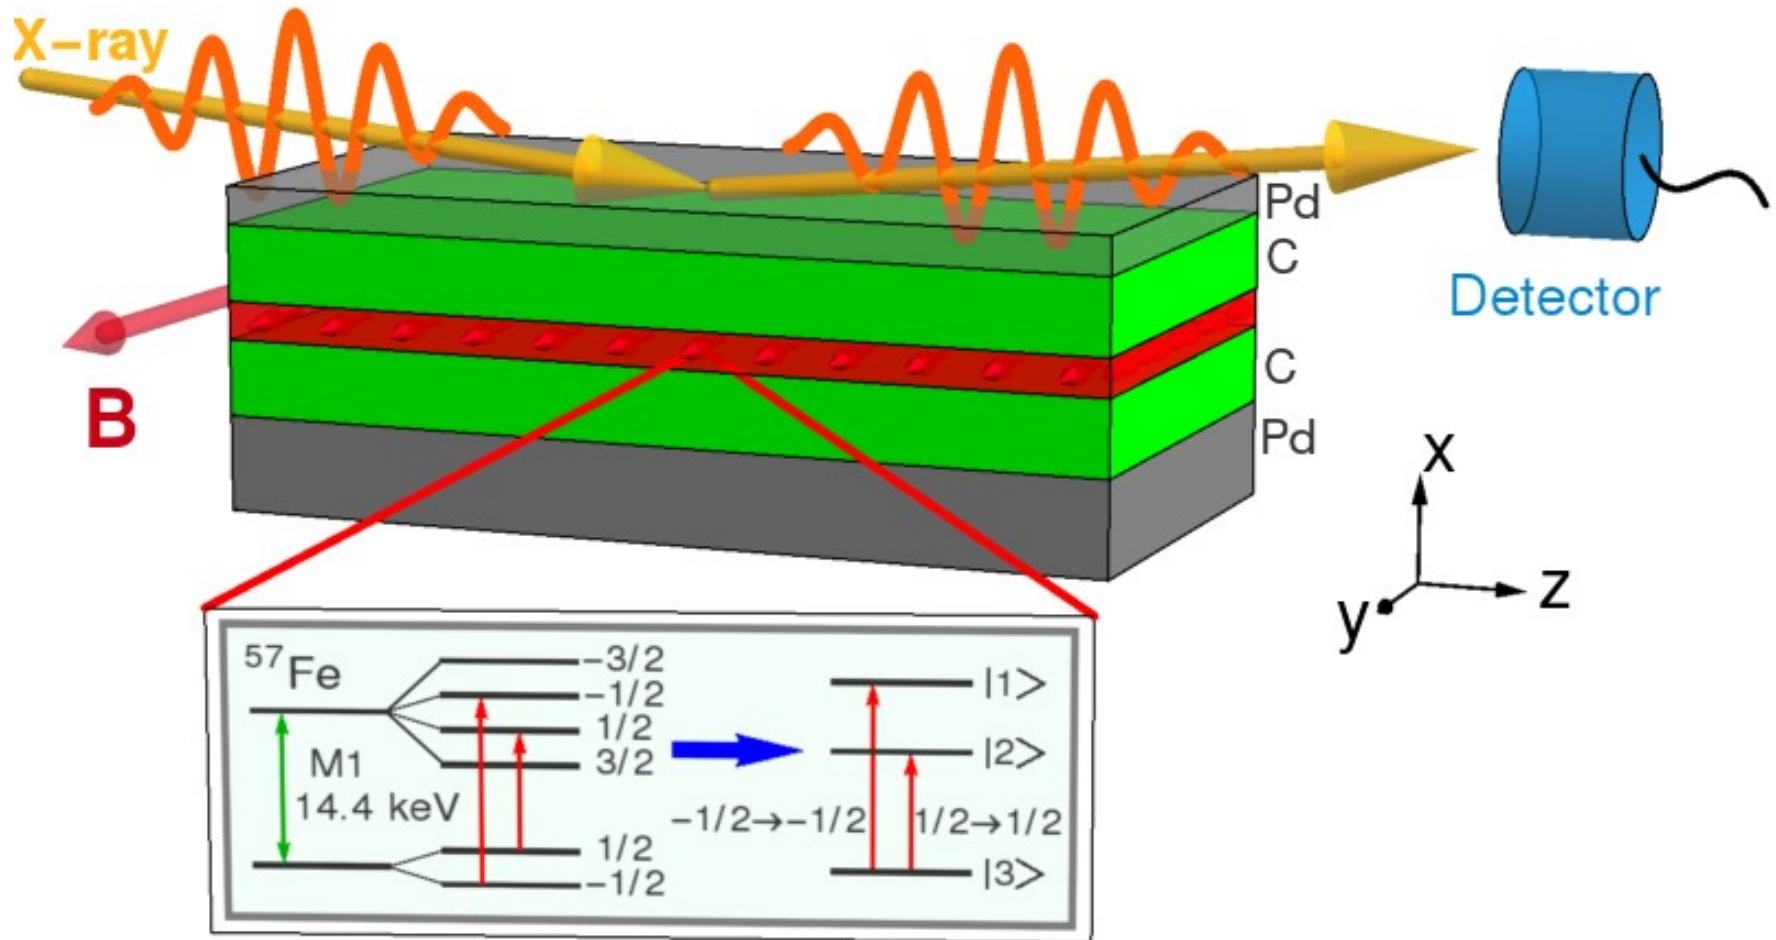 X-ray
Pd
C
C
Pd
B
Detector
x
y
z
⁵⁷Fe
M1
14.4 keV
-3/2
-1/2
1/2
3/2
1/2
-1/2
|1>
|2>
-1/2→-1/2
1/2→1/2
|3>